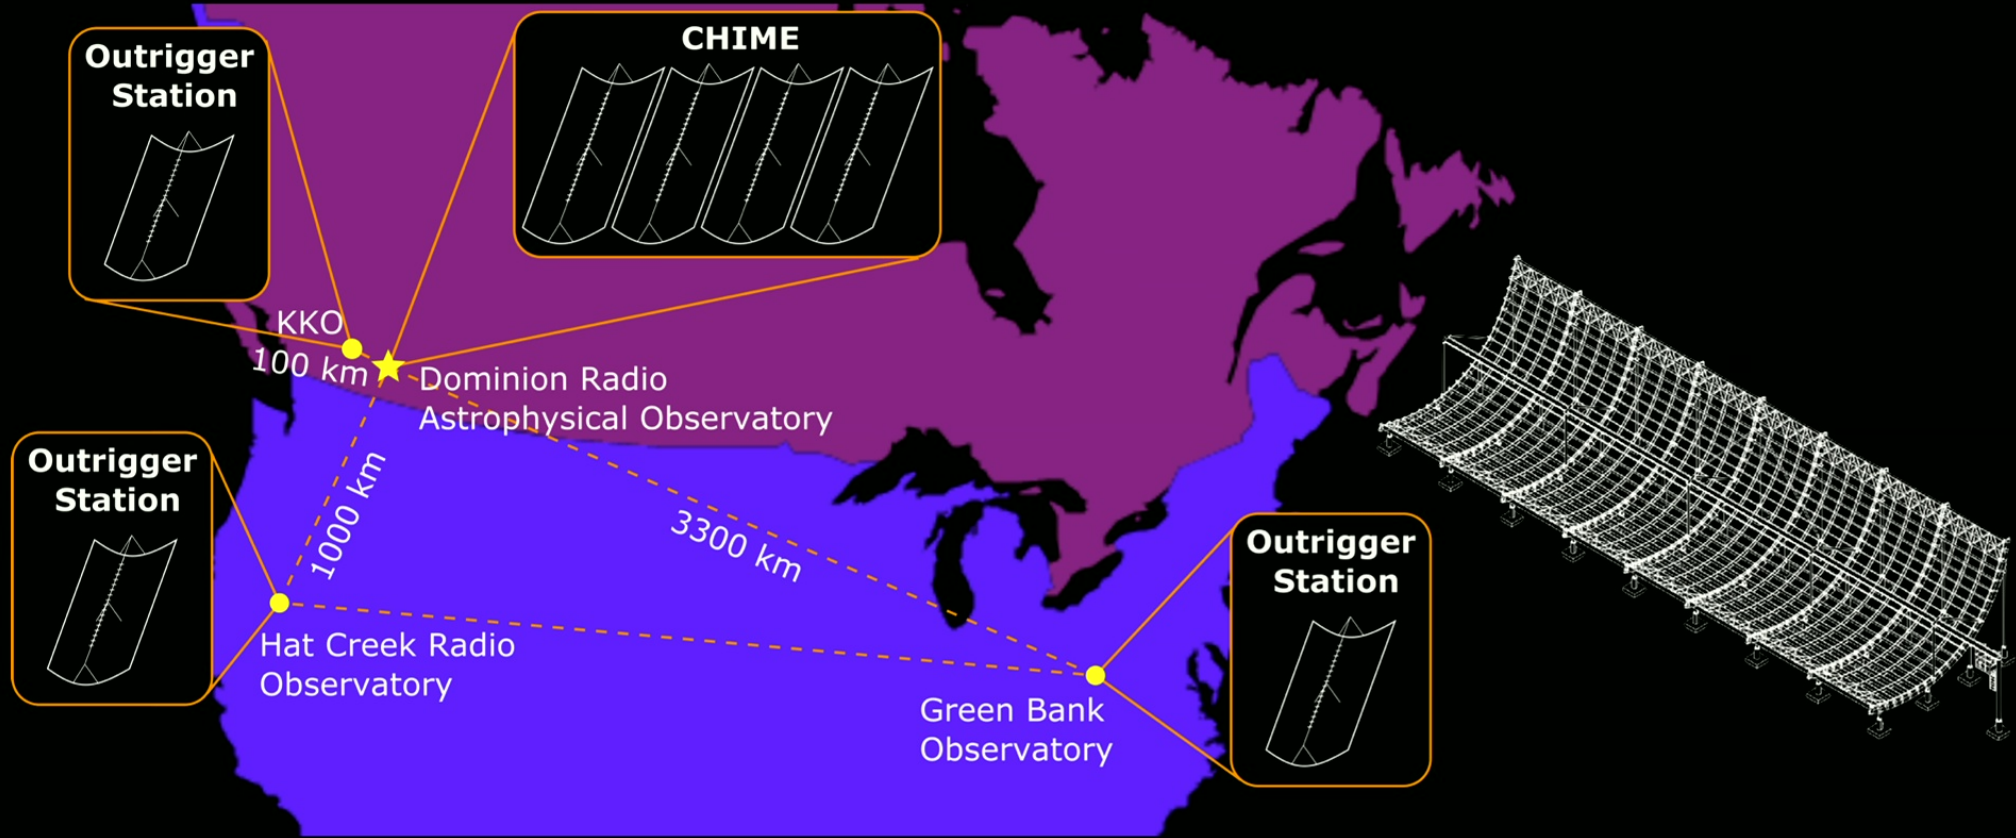 Outrigger
Station
CHIME
KKO
100 km
Dominion Radio
Astrophysical Observatory
Outrigger
Station
1000 km
3300 km
Hat Creek Radio
Observatory
Outrigger
Station
Green Bank
Observatory